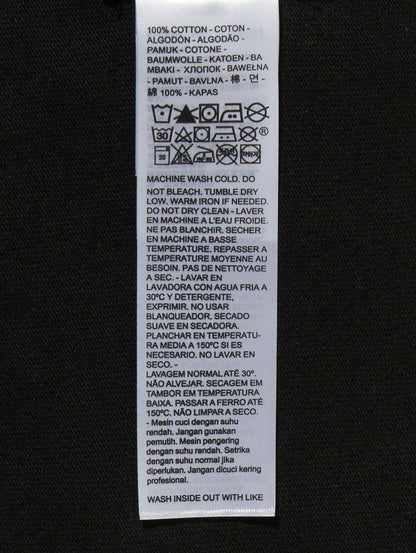 100% COTTON - COTON -
ALGODÓN - ALGODÃO -
PAMUK - COTONE -
BAUMWOLLE - KATOEN - BA
MBAKI - ХЛОПОК - BAWEŁNA
- PAMUT - BAVLNA - 棉 - 면 -
綿 100% - KAPAS
30 ®
30
MACHINE WASH COLD. DO
NOT BLEACH. TUMBLE DRY
LOW. WARM IRON IF NEEDED.
DO NOT DRY CLEAN - LAVER
EN MACHINE A L'EAU FROIDE.
NE PAS BLANCHIR. SECHER
EN MACHINE A BASSE
TEMPERATURE. REPASSER A
TEMPERATURE MOYENNE AU
BESOIN. PAS DE NETTOYAGE
A SEC. - LAVAR EN
LAVADORA CON AGUA FRIA A
30ºC Y DETERGENTE,
EXPRIMIR. NO USAR
BLANQUEADOR. SECADO
SUAVE EN SECADORA.
PLANCHAR EN TEMPERATU-
RA MEDIA A 150ºC SI ES
NECESARIO. NO LAVAR EN
SECO. -
LAVAGEM NORMAL ATÉ 30º.
NÃO ALVEJAR. SECAGEM EM
TAMBOR EM TEMPERATURA
BAIXA. PASSAR A FERRO ATÉ
150ºC. NÃO LIMPAR A SECO.
- Mesin cuci dengan suhu
rendah. Jangan gunakan
pemutih. Mesin pengering
dengan suhu rendah. Setrika
dengan suhu normal jika
diperlukan. Jangan dicuci kering
profesional.
WASH INSIDE OUT WITH LIKE